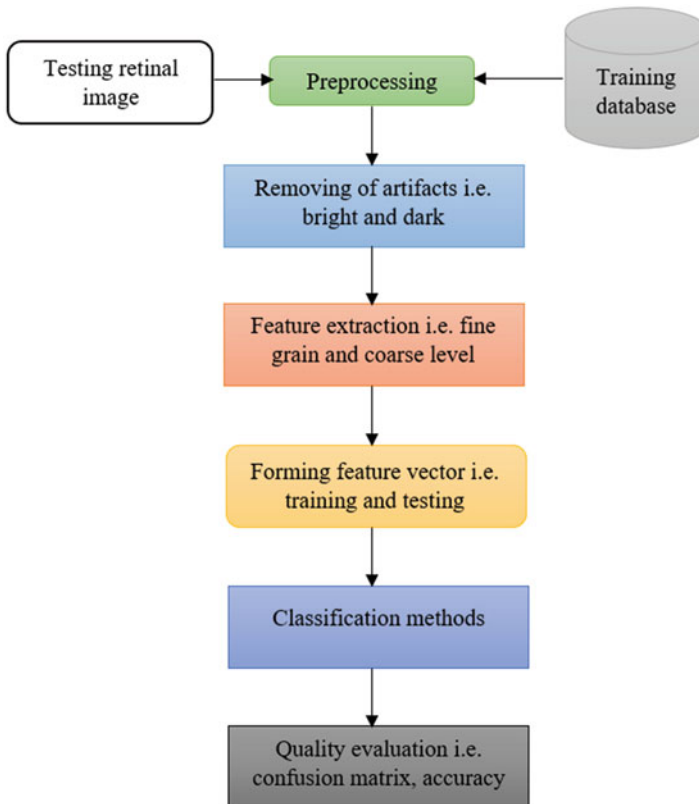 Testing retinal
image
Preprocessing
Training
database
Removing of artifacts i.e.
bright and dark
Feature extraction i.e. fine
grain and coarse level
Forming feature vector i.e.
training and testing
Classification methods
Quality evaluation i.e.
confusion matrix, accuracy